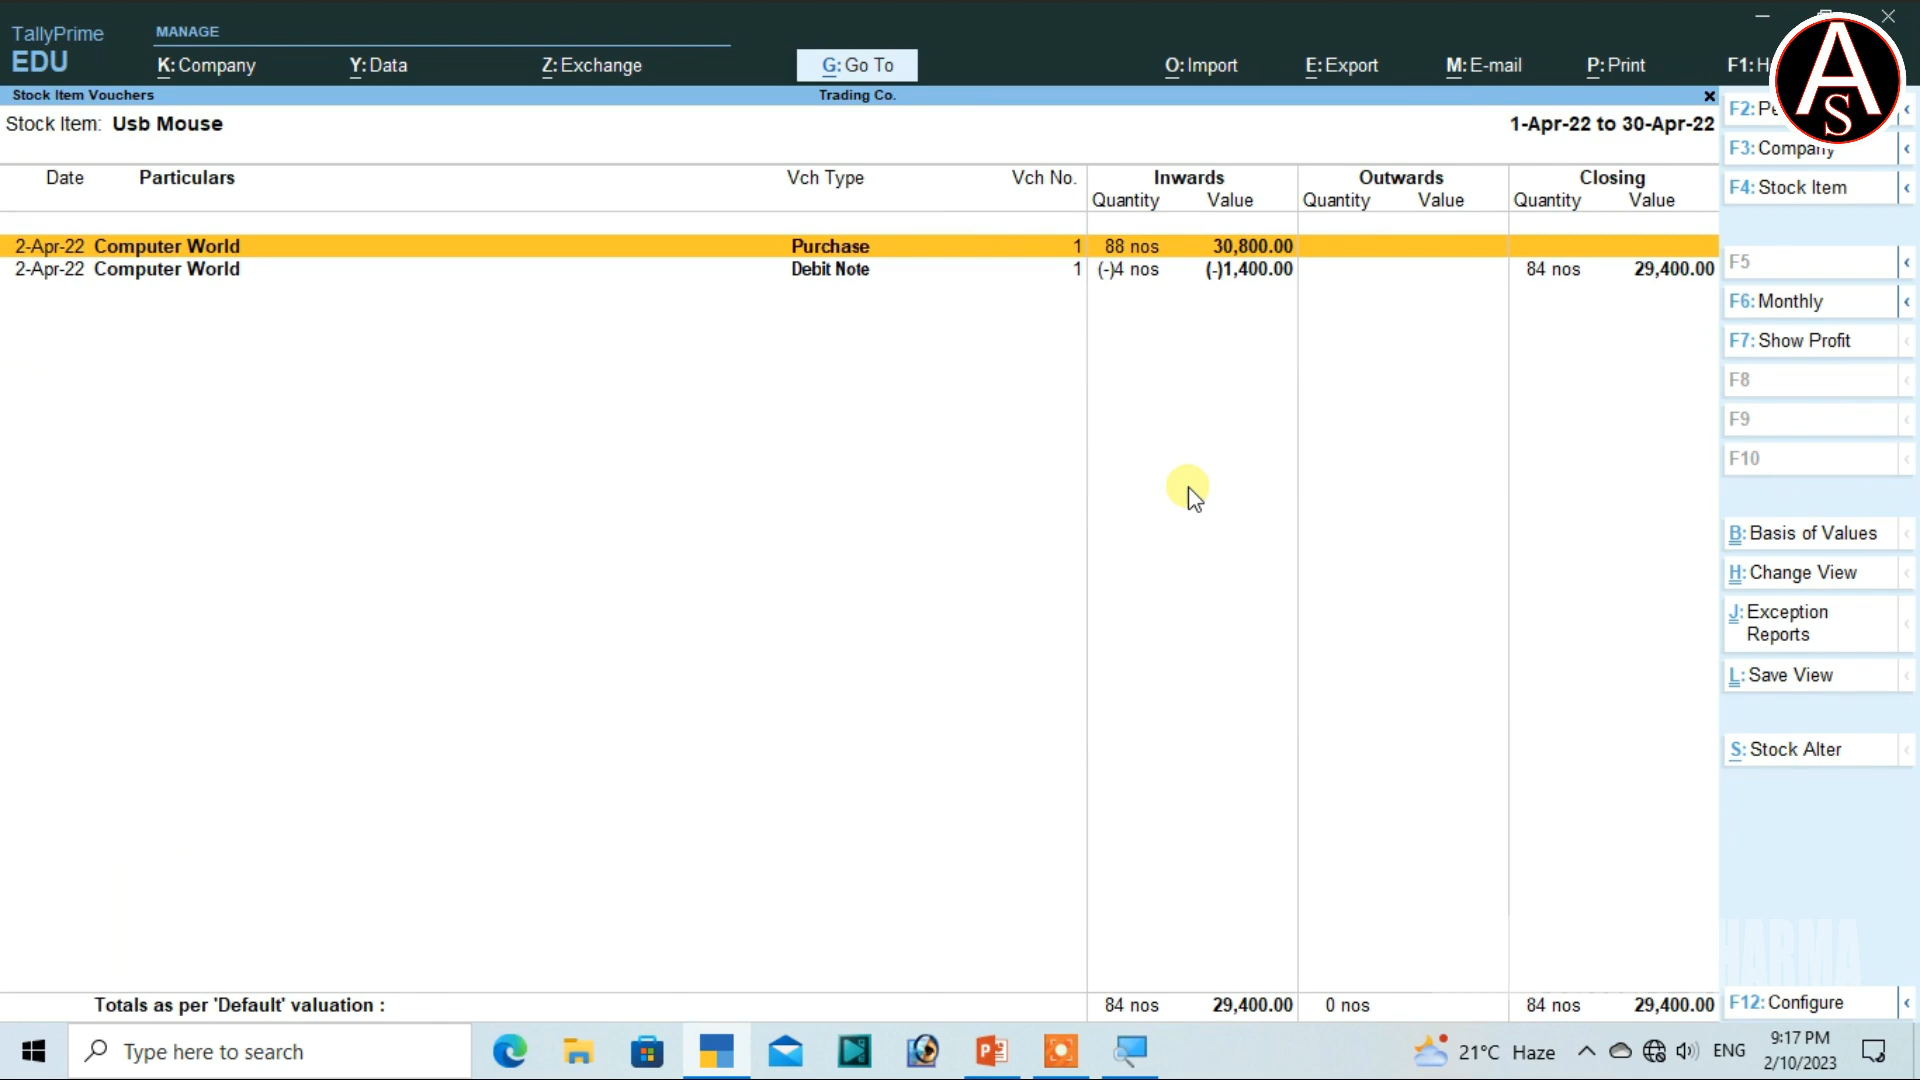 TallyPrime
EDU
MANAGE
K: Company
Y: Data
Z: Exchange
G: Go To
O: Import
E: Export
M: E-mail
P: Print
F1: H
A
S
Stock Item Vouchers
Trading Co.
Stock Item: Usb Mouse
1-Apr-22 to 30-Apr-22
Date Particulars Vch Type Vch No. Inwards Outwards Closing
Quantity Value Quantity Value Quantity Value
2-Apr-22 Computer World Purchase 1 88 nos 30,800.00
2-Apr-22 Computer World Debit Note 1 (-)4 nos (-)1,400.00 84 nos 29,400.00
Totals as per 'Default' valuation : 84 nos 29,400.00 0 nos 84 nos 29,400.00
F2: Pe
F3: Company
F4: Stock Item
F5
F6: Monthly
F7: Show Profit
F8
F9
F10
B: Basis of Values
H: Change View
J: Exception
Reports
L: Save View
S: Stock Alter
HARMA
F12: Configure
Type here to search
21°C Haze
ENG
9:17 PM
2/10/2023